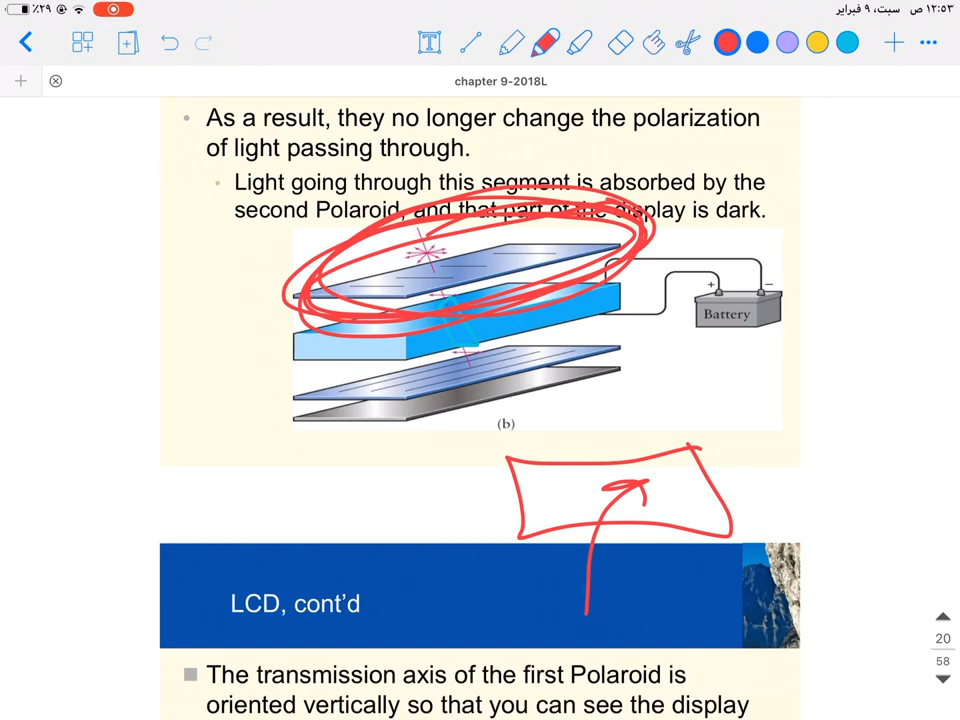 ٪٢٩ ١٢:٥٣ ص سبت، ٩ فبراير
T
chapter 9-2018L
As a result, they no longer change the polarization
of light passing through.
Light going through this segment is absorbed by the
second Polaroid, and that part of the display is dark.
+ –
Battery
(b)
LCD, cont'd
20
58
The transmission axis of the first Polaroid is
oriented vertically so that you can see the display